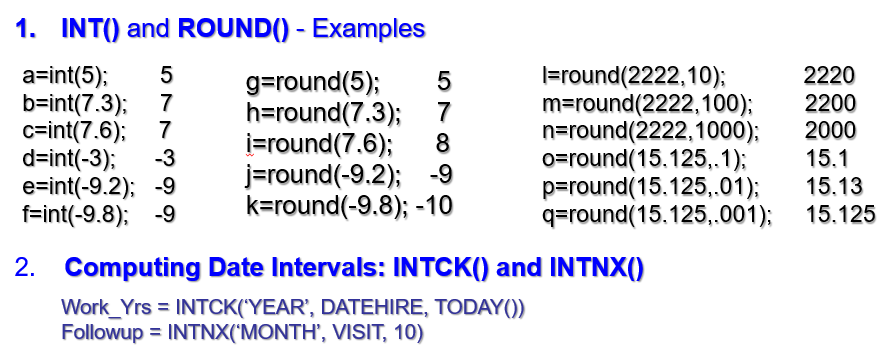 1. INT() and ROUND() - Examples
a=int(5); 5
b=int(7.3); 7
c=int(7.6); 7
d=int(-3); -3
e=int(-9.2); -9
f=int(-9.8); -9
g=round(5); 5
h=round(7.3); 7
i=round(7.6); 8
j=round(-9.2); -9
k=round(-9.8); -10
l=round(2222,10); 2220
m=round(2222,100); 2200
n=round(2222,1000); 2000
o=round(15.125,.1); 15.1
p=round(15.125,.01); 15.13
q=round(15.125,.001); 15.125
2. Computing Date Intervals: INTCK() and INTNX()
Work_Yrs = INTCK(‘YEAR’, DATEHIRE, TODAY())
Followup = INTNX(‘MONTH’, VISIT, 10)